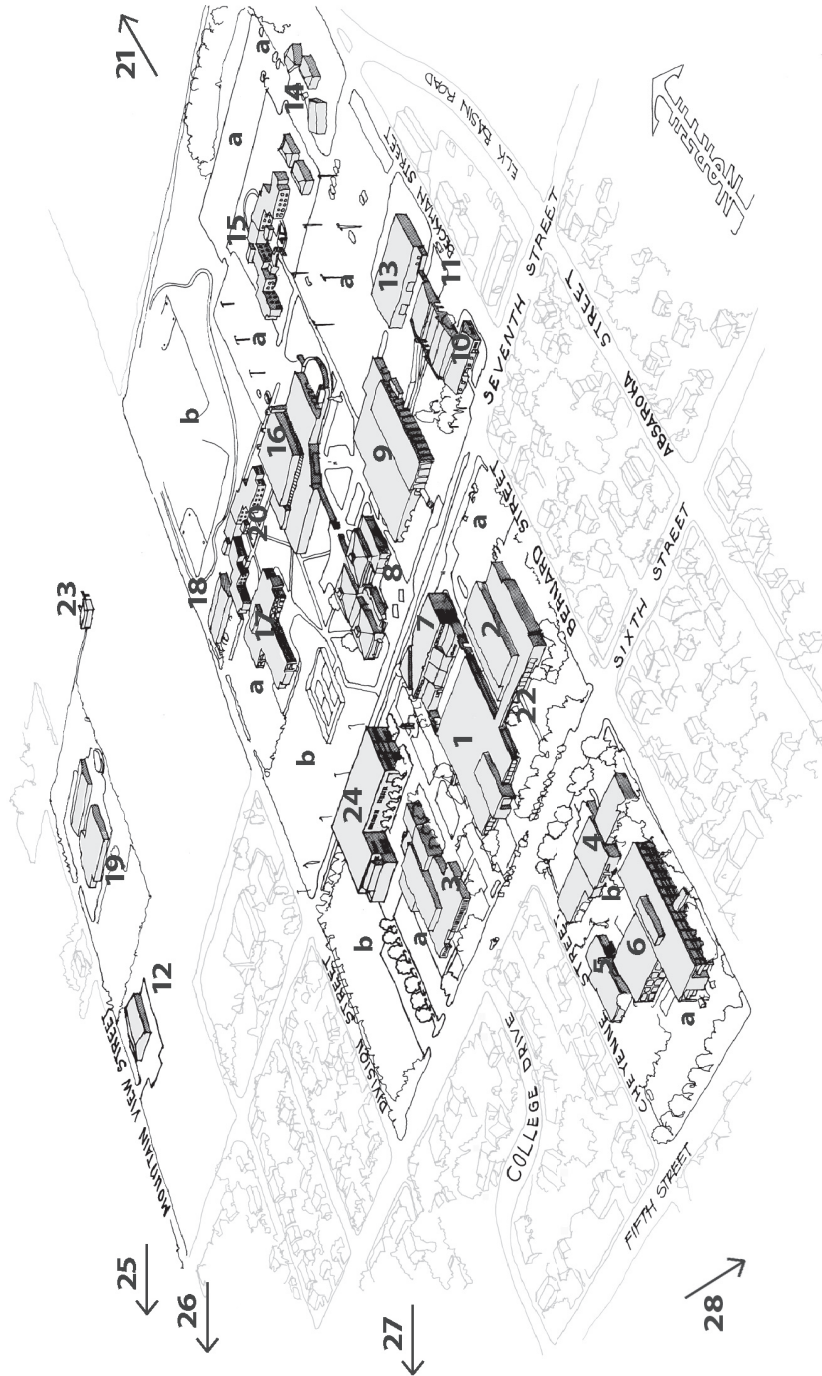 23
19
21
25
MOUNTAIN VIEW STREET
12
26
b
18
15
a
a
a
20
a
17
16
14
b
24
a
b
DIVISION STREET
9
8
13
27
a
7
3
ELK BASIN ROAD
BECKMAN STREET
11
10
1
a
2
SEVENTH STREET
22
COLLEGE DRIVE
BERNARD STREET
4
CHEYENNE STREET
5
b
6
ABSAROKA STREET
SIXTH STREET
FIFTH STREET
a
28